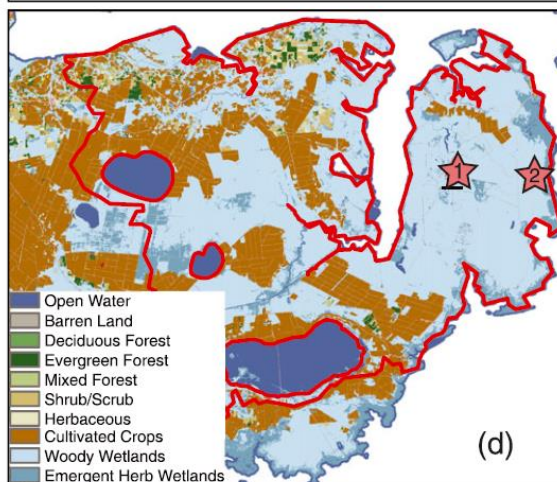 1
2
Open Water
Barren Land
Deciduous Forest
Evergreen Forest
Mixed Forest
Shrub/Scrub
Herbaceous
Cultivated Crops
Woody Wetlands
Emergent Herb Wetlands
(d)